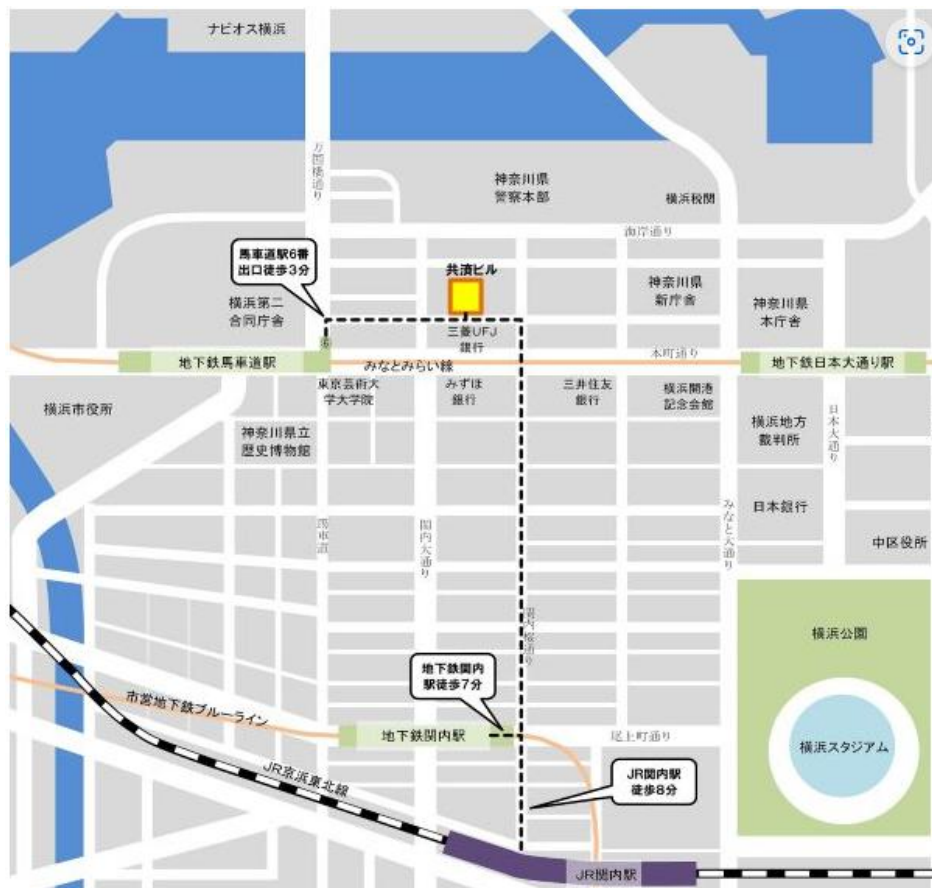 ナビオス横浜
万国橋通り
神奈川県
警察本部
横浜税関
海岸通り
馬車道駅6番
出口徒歩3分
共済ビル
横浜第二
合同庁舎
神奈川県
新庁舎
神奈川県
本庁舎
三菱UFJ
銀行
6
本町通り
地下鉄馬車道駅
みなとみらい線
地下鉄日本大通り駅
東京芸術大
学大学院
みずほ
銀行
三井住友
銀行
横浜開港
記念会館
横浜市役所
神奈川県立
歴史博物館
横浜地方
裁判所
日本大通り
馬車道
関内大通り
みなと大通り
日本銀行
中区役所
関内桜通り
横浜公園
地下鉄関内
駅徒歩7分
市営地下鉄ブルーライン
地下鉄関内駅
尾上町通り
横浜スタジアム
JR京浜東北線
JR関内駅
徒歩8分
JR関内駅